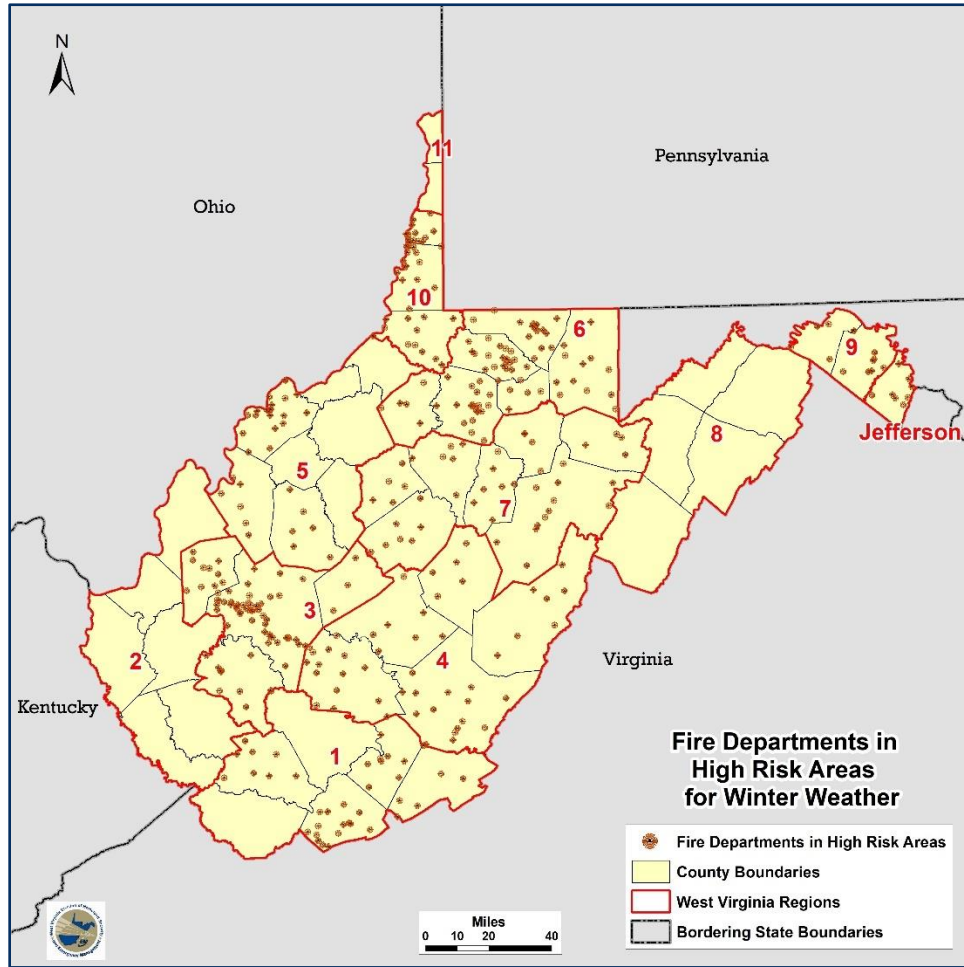 N
11
Pennsylvania
Ohio
10
6
9
8
Jefferson
5
7
3
2
4
Virginia
Kentucky
1
Fire Departments in
High Risk Areas
for Winter Weather
Fire Departments in High Risk Areas
County Boundaries
West Virginia Regions
Bordering State Boundaries
Miles
0 10 20 40